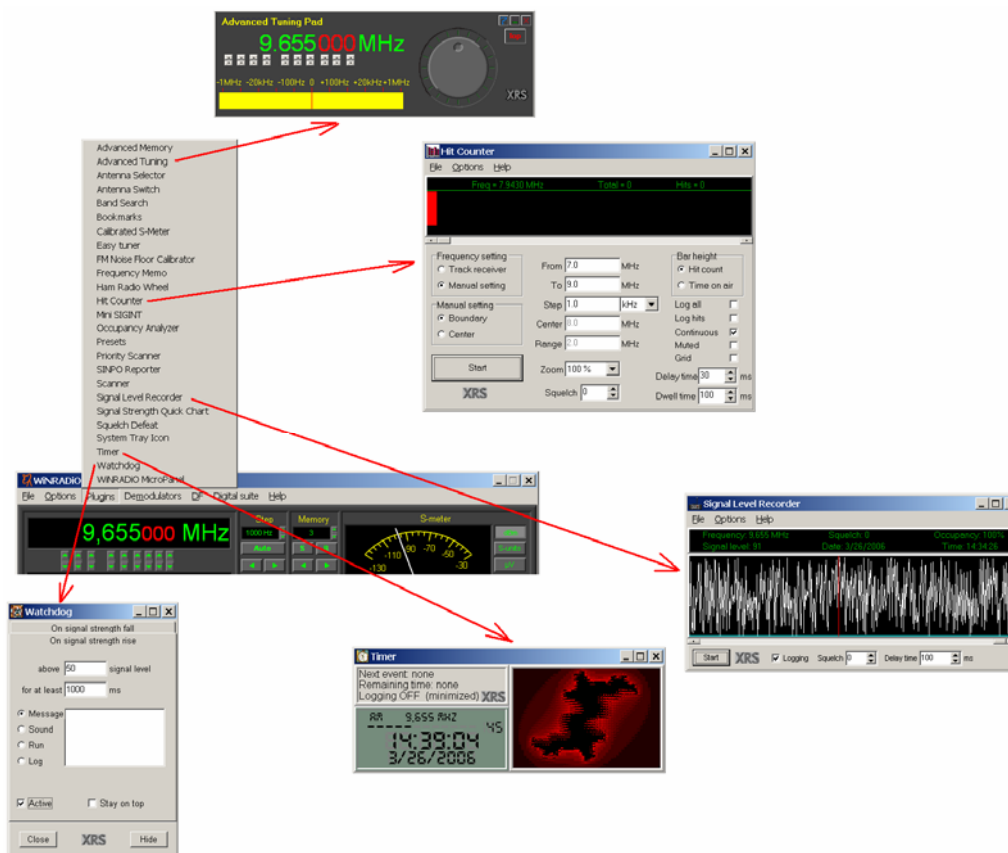 Advanced Tuning Pad
9.655000 MHz
-1MHz -20kHz -100Hz 0 +100Hz +20kHz +1MHz
XRS
Advanced Memory
Advanced Tuning
Antenna Selector
Antenna Switch
Band Search
Bookmarks
Calibrated S-Meter
Easy tuner
FM Noise Floor Calibrator
Frequency Memo
Ham Radio Wheel
Hit Counter
Mini SIGINT
Occupancy Analyzer
Presets
Priority Scanner
SINPO Reporter
Scanner
Signal Level Recorder
Signal Strength Quick Chart
Squelch Defeat
System Tray Icon
Timer
Watchdog
WiNRADiO MicroPanel
Hit Counter
File Options Help
Freq = 7.9430 MHz Total = 0 Hits = 0
Frequency setting
Track receiver
Manual setting
Manual setting
Boundary
Center
Start
XRS
From 7.0 MHz
To 9.0 MHz
Step 1.0 kHz
Center 8.0 MHz
Range 2.0 MHz
Zoom 100 %
Squelch 0
Bar height
Hit count
Time on air
Log all
Log hits
Continuous
Muted
Grid
Delay time 30 ms
Dwell time 100 ms
WiNRADiO
File Options Plugins Demodulators DF Digital suite Help
9,655000 MHz
Step
1000 Hz
Auto
Memory
3
S-meter
-130 -110 -90 -70 -50 -30
S-units
µV
Signal Level Recorder
File Options Help
Frequency: 9,655 MHz Squelch: 0 Occupancy: 100%
Signal level: 91 Date: 3/26/2006 Time: 14:34:26
Start XRS Logging Squelch 0 Delay time 100 ms
Watchdog
On signal strength fall
On signal strength rise
above 50 signal level
for at least 1000 ms
Message
Sound
Run
Log
Active Stay on top
Close XRS Hide
Timer
Next event: none
Remaining time: none
Logging OFF (minimized) XRS
AM 9,655 MHZ
45
14:39:04
3/26/2006